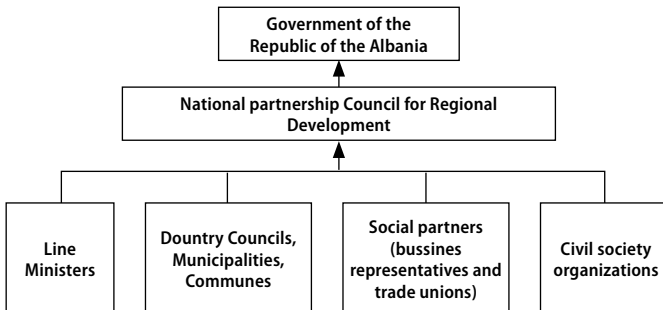 Government of the
Republic of the Albania
National partnership Council for Regional
Development
Line
Ministers
Dountry Councils,
Municipalities,
Communes
Social partners
(bussines
representatives and
trade unions)
Civil society
organizations